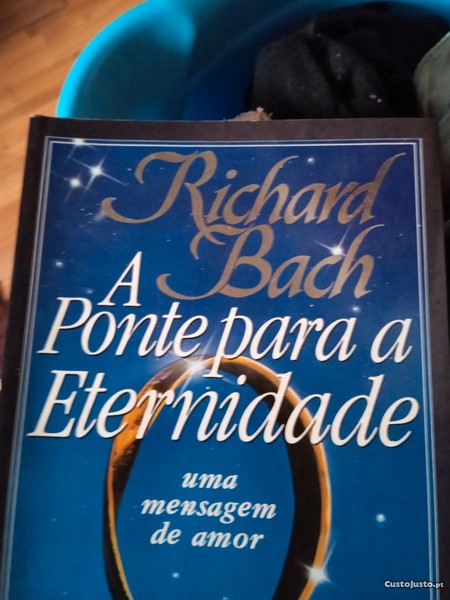 Richard
Bach
A
Ponte para a
Eternidade
uma
mensagem
de amor
CustoJusto.pt